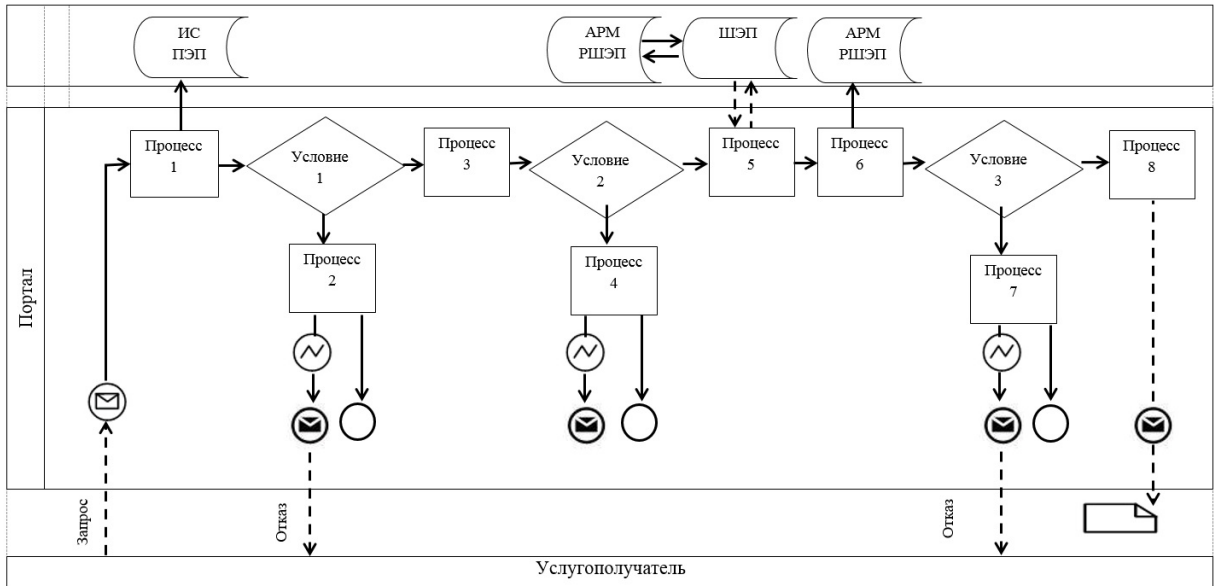 ИС
ПЭП
АРМ
РШЭП
ШЭП
АРМ
РШЭП
Портал
Процесс
1
Условие
1
Процесс
3
Условие
2
Процесс
5
Процесс
6
Условие
3
Процесс
8
Процесс
2
Процесс
4
Процесс
7
Запрос
Отказ
Отказ
Услугополучатель